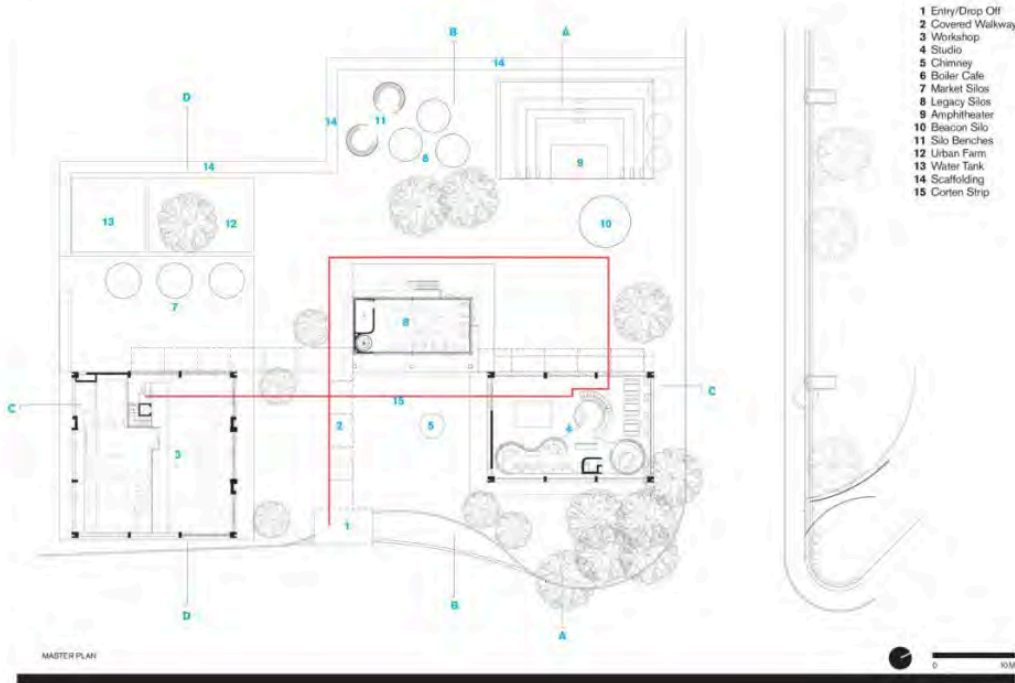 1 Entry/Drop Off
2 Covered Walkway
3 Workshop
4 Studio
5 Chimney
6 Boiler Cafe
7 Market Silos
8 Legacy Silos
9 Amphitheater
10 Beacon Silo
11 Silo Benches
12 Urban Farm
13 Water Tank
14 Scaffolding
15 Corten Strip
B
A
14
D
14
11
14
9
13
12
10
7
C
C
15
2
5
4
3
1
D
B
A
MASTER PLAN
0
10M